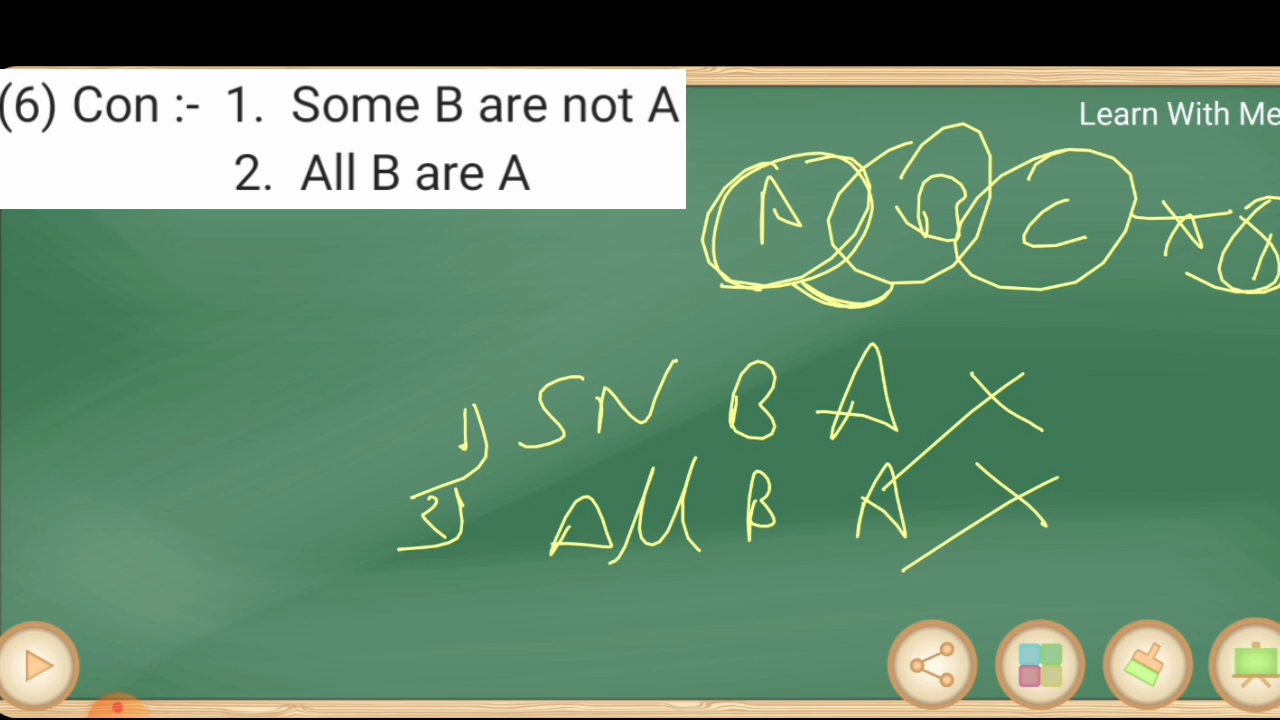 (6) Con :- 1. Some B are not A
2. All B are A
Learn With Me
A B C
1) SN B A ×
2) All B A ×